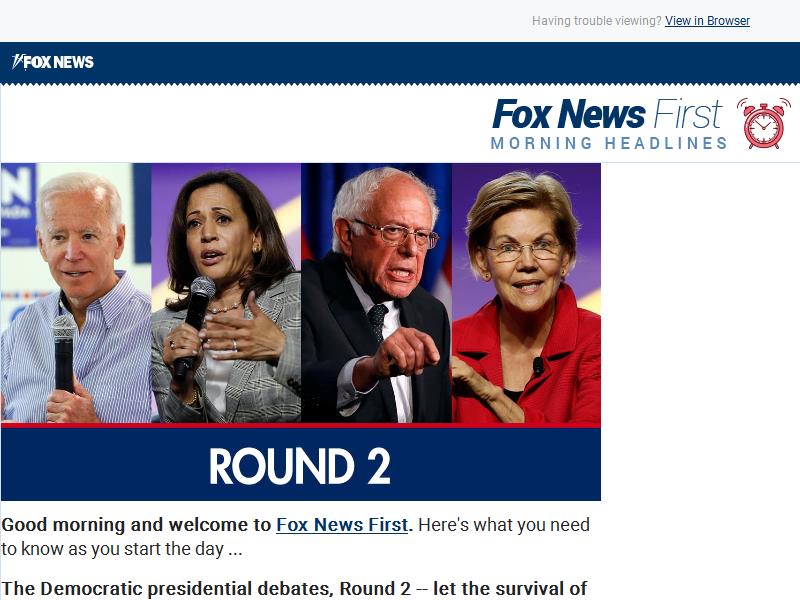 Having trouble viewing? View in Browser
FOX NEWS
Fox News First
MORNING HEADLINES
N
ROUND 2
Good morning and welcome to Fox News First. Here's what you need
to know as you start the day ...
The Democratic presidential debates, Round 2 -- let the survival of